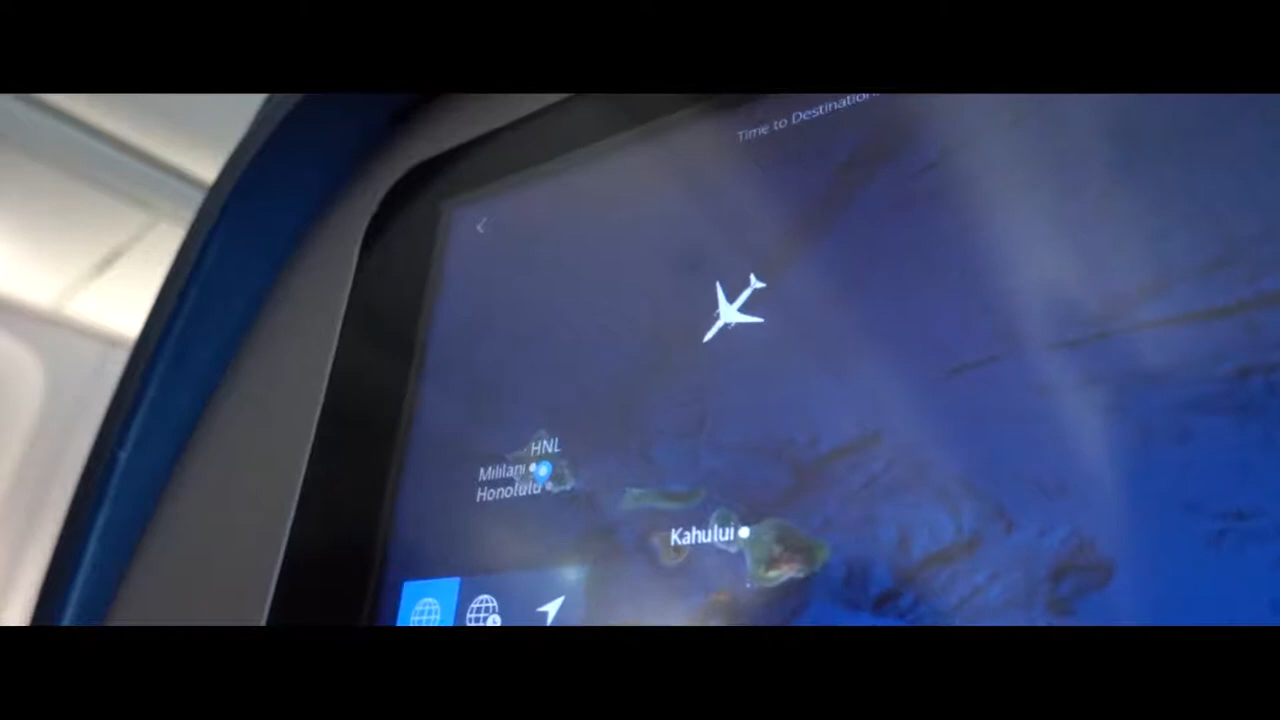 Time to Destination:
HNL
Mililani
Honolulu
Kahului